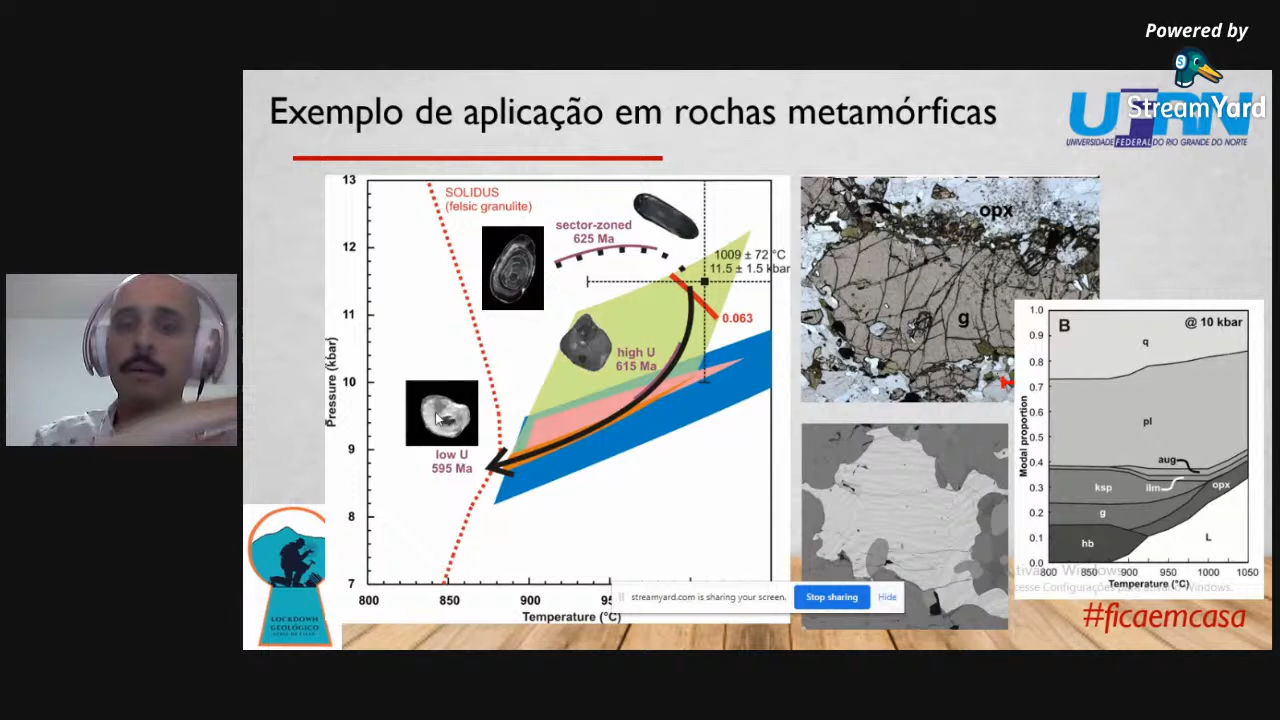 Powered by
StreamYard
Exemplo de aplicação em rochas metamórficas
UFRN
UNIVERSIDADE FEDERAL DO RIO GRANDE DO NORTE
13
12
11
10
9
8
7
Pressure (kbar)
SOLIDUS
(felsic granulite)
sector-zoned
625 Ma
1009 ± 72 °C
11.5 ± 1.5 kbar
0.063
high U
615 Ma
low U
595 Ma
800
850
900
95
Temperature (°C)
opx
g
B
@ 10 kbar
1.0
0.9
0.8
0.7
0.6
0.5
0.4
0.3
0.2
0.1
0.0
Modal proportion
q
pl
aug
ksp
ilm
opx
g
hb
L
800
850
900
950
1000
1050
Temperature (°C)
Windows
Configurações para ativar o Windows.
streamyard.com is sharing your screen.
Stop sharing
Hide
LOCKDOWN
GEOLÓGICO
#ficaemcasa